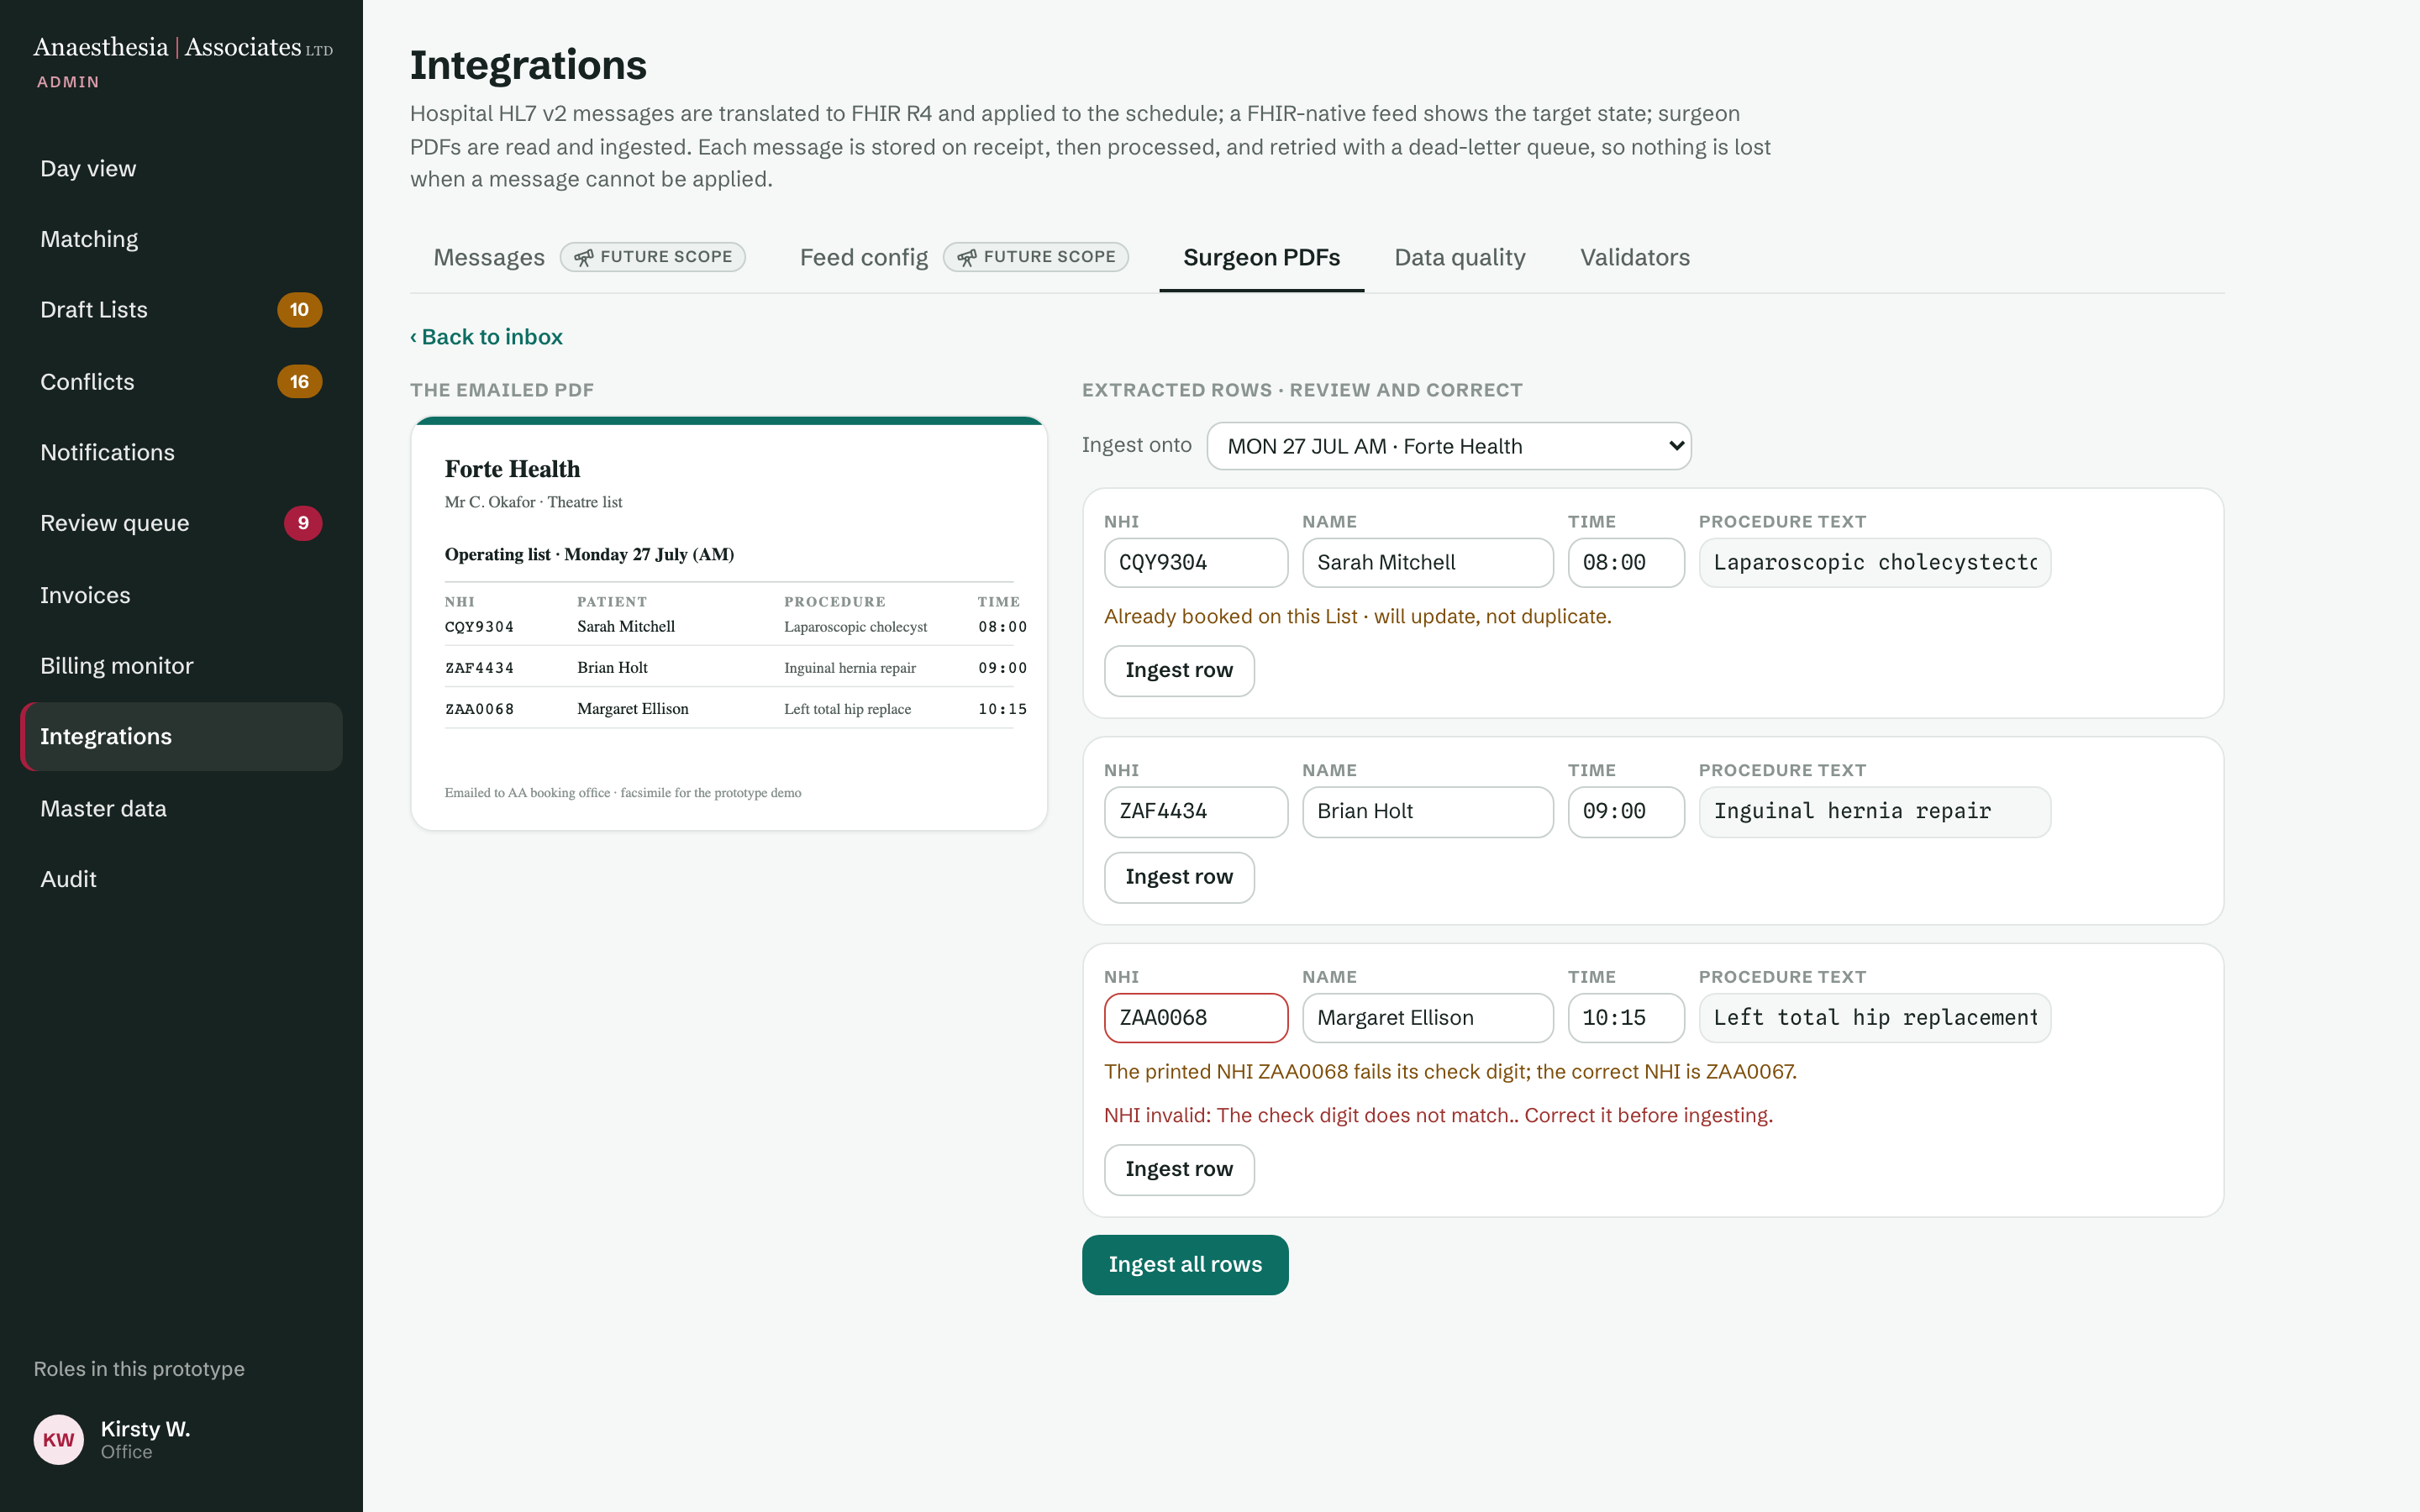 Anaesthesia | Associates LTD
ADMIN
Day view
Matching
Draft Lists 10
Conflicts 16
Notifications
Review queue 9
Invoices
Billing monitor
Integrations
Master data
Audit
Roles in this prototype
KW
Kirsty W.
Office
Integrations
Hospital HL7 v2 messages are translated to FHIR R4 and applied to the schedule; a FHIR-native feed shows the target state; surgeon
PDFs are read and ingested. Each message is stored on receipt, then processed, and retried with a dead-letter queue, so nothing is lost
when a message cannot be applied.
Messages FUTURE SCOPE Feed config FUTURE SCOPE Surgeon PDFs Data quality Validators
‹ Back to inbox
THE EMAILED PDF
Forte Health
Mr C. Okafor · Theatre list
Operating list · Monday 27 July (AM)
NHI PATIENT PROCEDURE TIME
CQY9304 Sarah Mitchell Laparoscopic cholecyst 08:00
ZAF4434 Brian Holt Inguinal hernia repair 09:00
ZAA0068 Margaret Ellison Left total hip replace 10:15
Emailed to AA booking office · facsimile for the prototype demo
EXTRACTED ROWS · REVIEW AND CORRECT
Ingest onto MON 27 JUL AM · Forte Health
NHI NAME TIME PROCEDURE TEXT
CQY9304 Sarah Mitchell 08:00 Laparoscopic cholecystecto
Already booked on this List · will update, not duplicate.
Ingest row
NHI NAME TIME PROCEDURE TEXT
ZAF4434 Brian Holt 09:00 Inguinal hernia repair
Ingest row
NHI NAME TIME PROCEDURE TEXT
ZAA0068 Margaret Ellison 10:15 Left total hip replacement
The printed NHI ZAA0068 fails its check digit; the correct NHI is ZAA0067.
NHI invalid: The check digit does not match.. Correct it before ingesting.
Ingest row
Ingest all rows